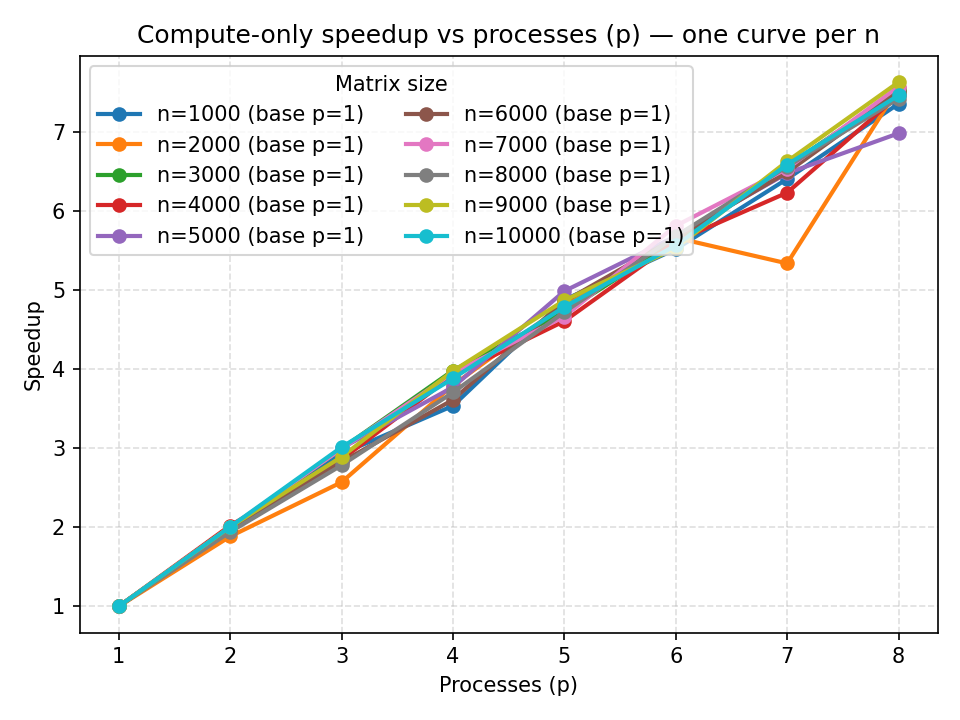 Compute-only speedup vs processes (p) — one curve per n
Matrix size
n=1000 (base p=1)
n=2000 (base p=1)
n=3000 (base p=1)
n=4000 (base p=1)
n=5000 (base p=1)
n=6000 (base p=1)
n=7000 (base p=1)
n=8000 (base p=1)
n=9000 (base p=1)
n=10000 (base p=1)
Speedup
7
6
5
4
3
2
1
1 2 3 4 5 6 7 8
Processes (p)